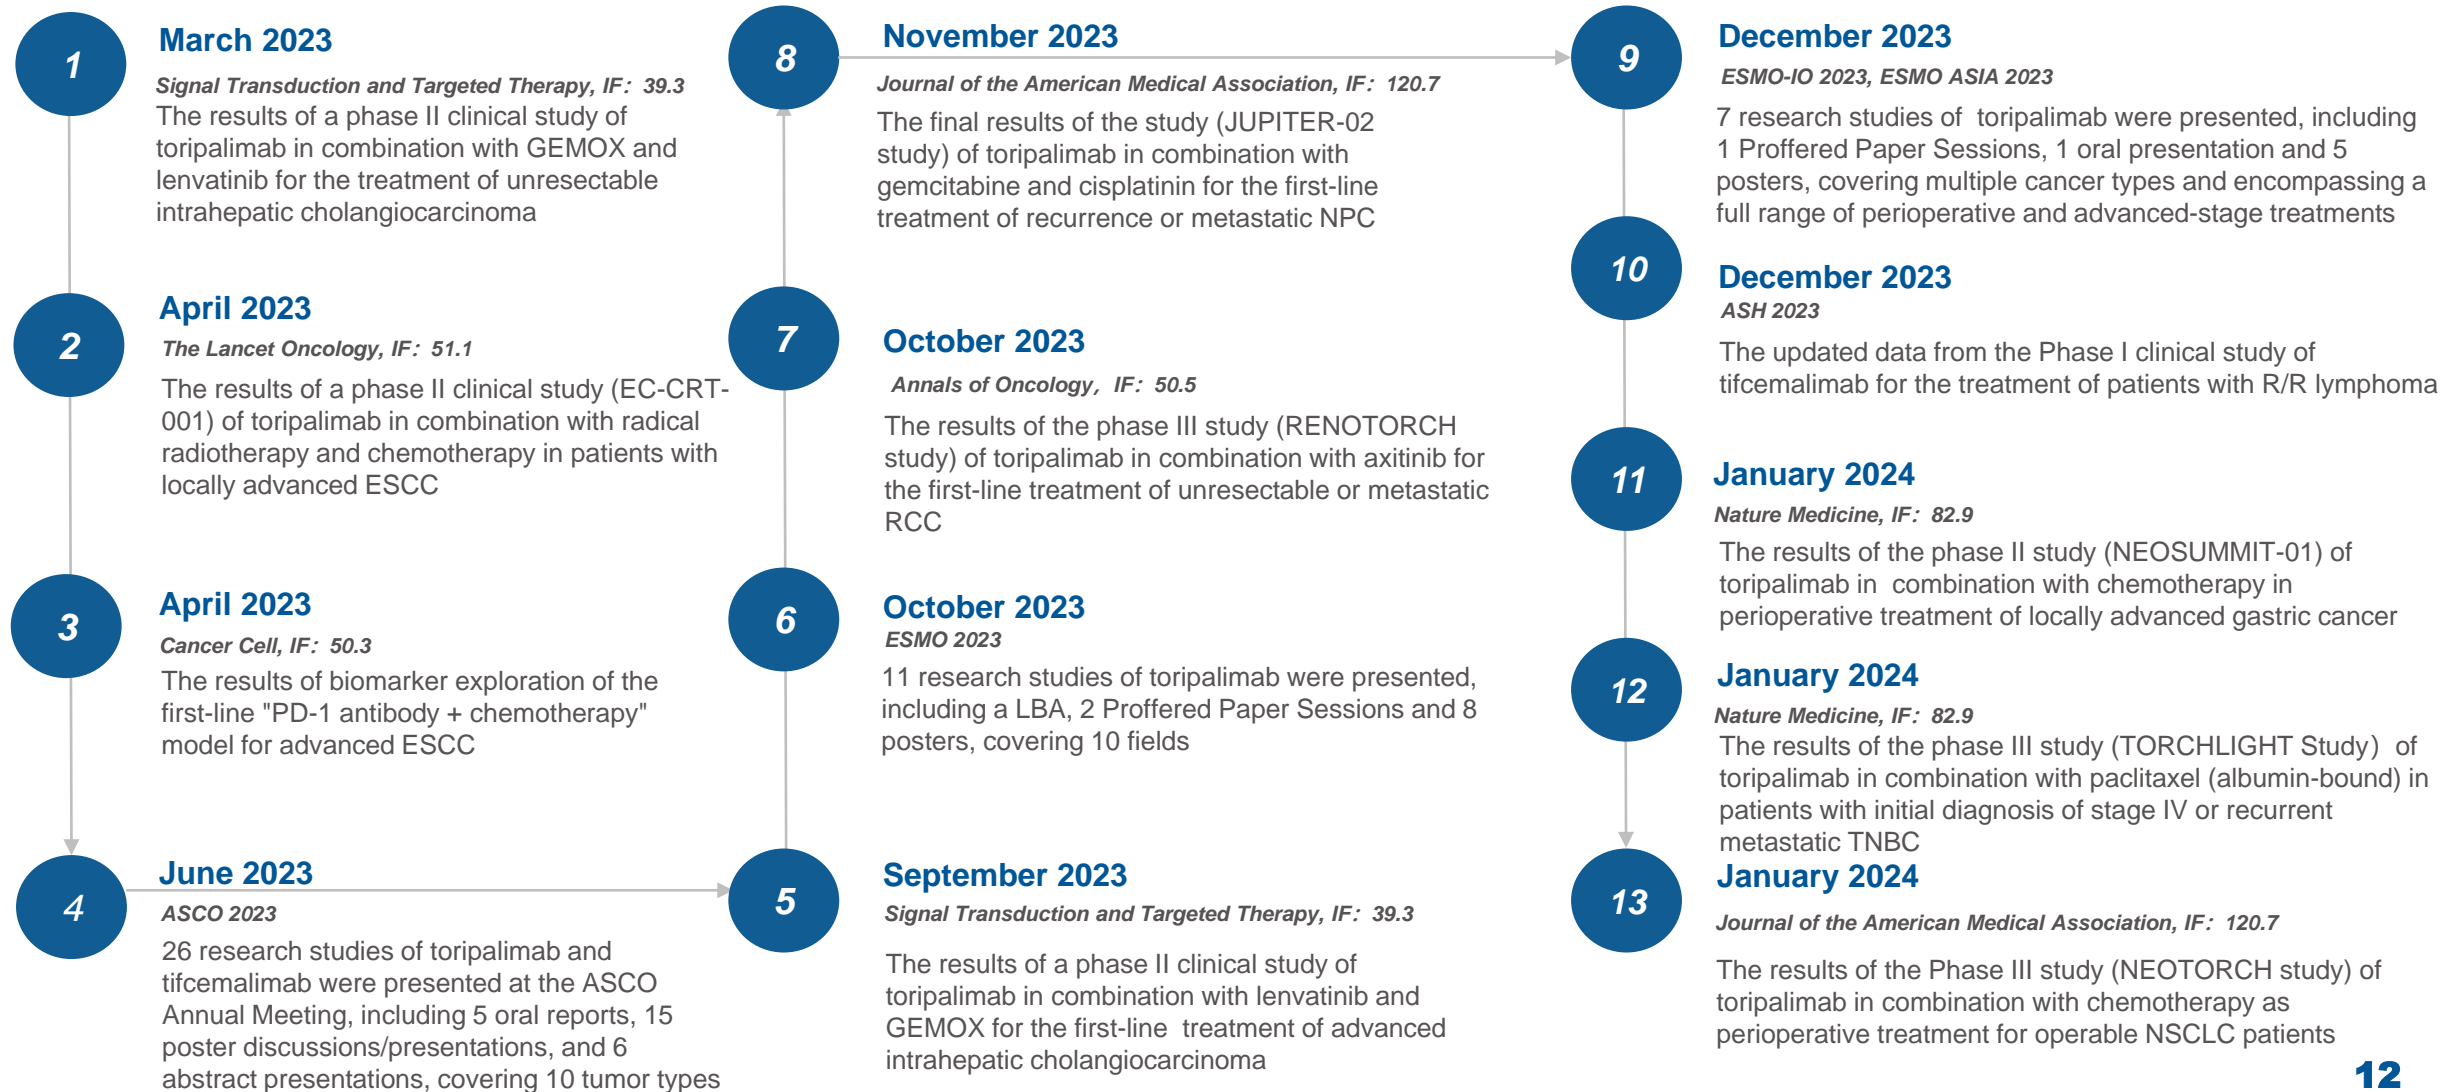 1
March 2023
Signal Transduction and Targeted Therapy, IF: 39.3
The results of a phase II clinical study of
toripalimab in combination with GEMOX and
lenvatinib for the treatment of unresectable
intrahepatic cholangiocarcinoma
2
April 2023
The Lancet Oncology, IF: 51.1
The results of a phase II clinical study (EC-CRT-
001) of toripalimab in combination with radical
radiotherapy and chemotherapy in patients with
locally advanced ESCC
3
April 2023
Cancer Cell, IF: 50.3
The results of biomarker exploration of the
first-line "PD-1 antibody + chemotherapy"
model for advanced ESCC
4
June 2023
ASCO 2023
26 research studies of toripalimab and
tifcemalimab were presented at the ASCO
Annual Meeting, including 5 oral reports, 15
poster discussions/presentations, and 6
abstract presentations, covering 10 tumor types
5
September 2023
Signal Transduction and Targeted Therapy, IF: 39.3
The results of a phase II clinical study of
toripalimab in combination with lenvatinib and
GEMOX for the first-line treatment of advanced
intrahepatic cholangiocarcinoma
6
October 2023
ESMO 2023
11 research studies of toripalimab were presented,
including a LBA, 2 Proffered Paper Sessions and 8
posters, covering 10 fields
7
October 2023
Annals of Oncology, IF: 50.5
The results of the phase III study (RENOTORCH
study) of toripalimab in combination with axitinib for
the first-line treatment of unresectable or metastatic
RCC
8
November 2023
Journal of the American Medical Association, IF: 120.7
The final results of the study (JUPITER-02
study) of toripalimab in combination with
gemcitabine and cisplatinin for the first-line
treatment of recurrence or metastatic NPC
9
December 2023
ESMO-IO 2023, ESMO ASIA 2023
7 research studies of toripalimab were presented, including
1 Proffered Paper Sessions, 1 oral presentation and 5
posters, covering multiple cancer types and encompassing a
full range of perioperative and advanced-stage treatments
10
December 2023
ASH 2023
The updated data from the Phase I clinical study of
tifcemalimab for the treatment of patients with R/R lymphoma
11
January 2024
Nature Medicine, IF: 82.9
The results of the phase II study (NEOSUMMIT-01) of
toripalimab in combination with chemotherapy in
perioperative treatment of locally advanced gastric cancer
12
January 2024
Nature Medicine, IF: 82.9
The results of the phase III study (TORCHLIGHT Study) of
toripalimab in combination with paclitaxel (albumin-bound) in
patients with initial diagnosis of stage IV or recurrent
metastatic TNBC
13
January 2024
Journal of the American Medical Association, IF: 120.7
The results of the Phase III study (NEOTORCH study) of
toripalimab in combination with chemotherapy as
perioperative treatment for operable NSCLC patients
12